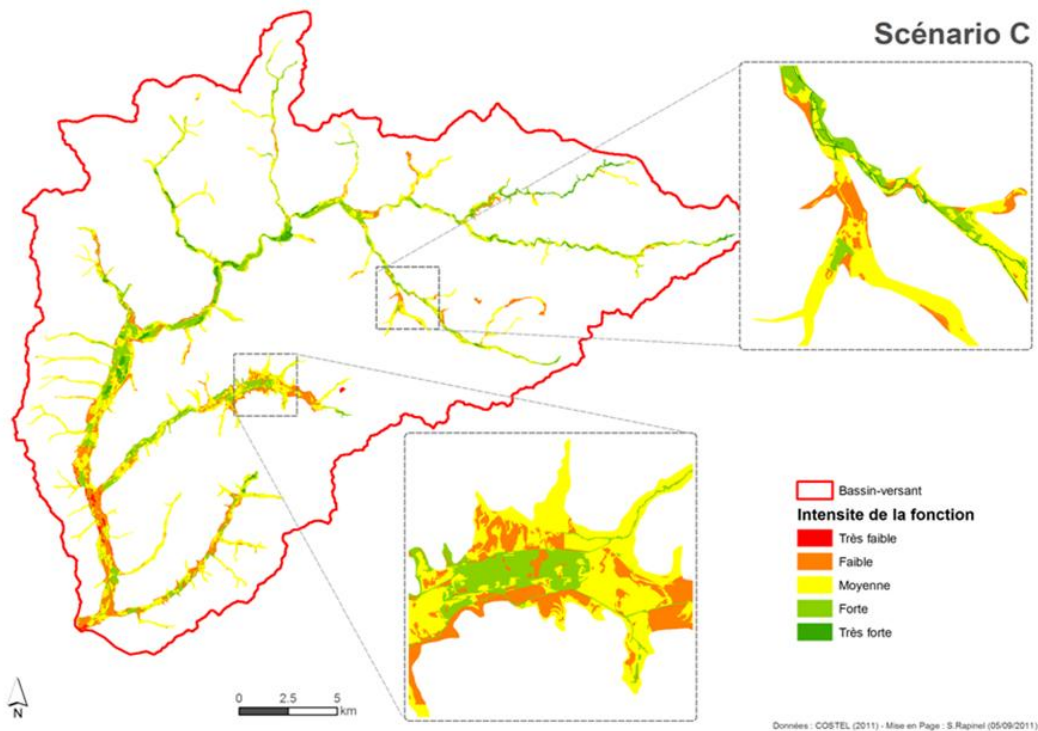 Scénario C
Bassin-versant
Intensite de la fonction
Très faible
Faible
Moyenne
Forte
Très forte
N
0 2.5 5
km
Données : COSTEL (2011) - Mise en Page : S.Rapinel (05/09/2011)